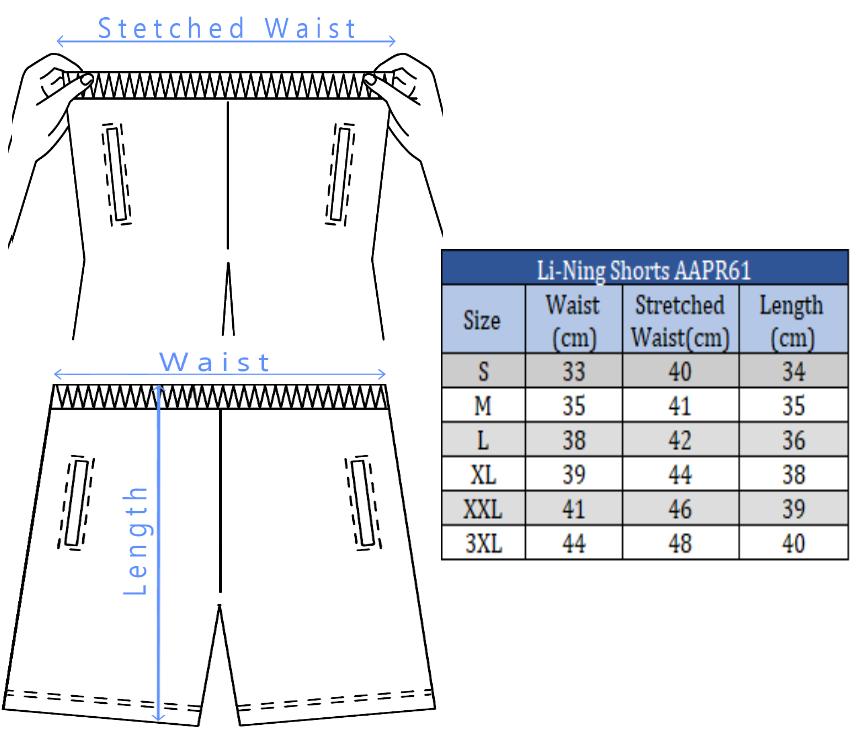 Stetched Waist
Waist
Length
Li-Ning Shorts AAPR61
Size Waist (cm) Stretched Waist(cm) Length (cm)
S 33 40 34
M 35 41 35
L 38 42 36
XL 39 44 38
XXL 41 46 39
3XL 44 48 40